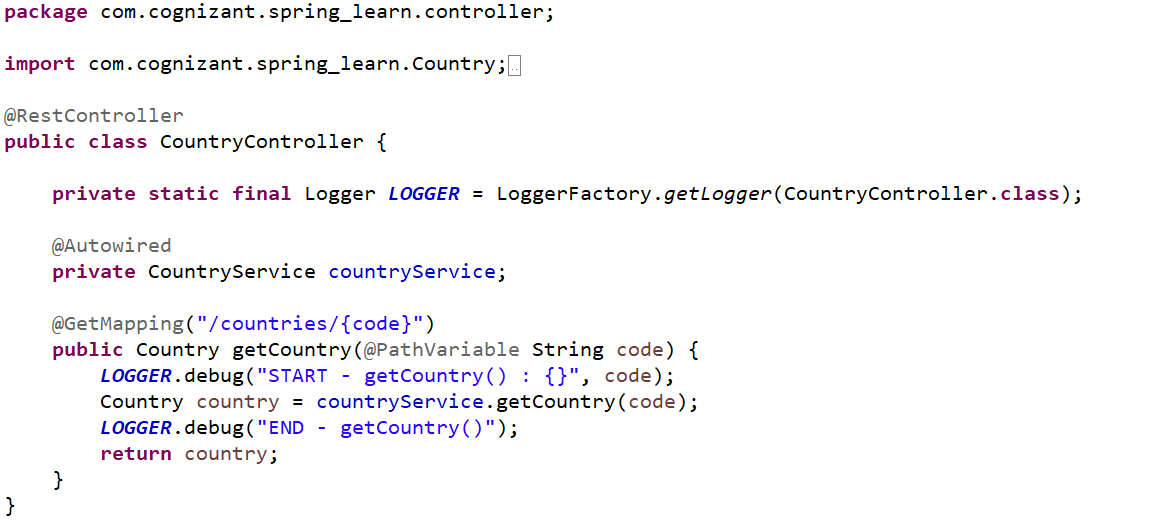 package com.cognizant.spring_learn.controller;
import com.cognizant.spring_learn.Country;
@RestController
public class CountryController {
private static final Logger LOGGER = LoggerFactory.getLogger(CountryController.class);
@Autowired
private CountryService countryService;
@GetMapping("/countries/{code}")
public Country getCountry(@PathVariable String code) {
LOGGER.debug("START - getCountry() : {}", code);
Country country = countryService.getCountry(code);
LOGGER.debug("END - getCountry()");
return country;
}
}